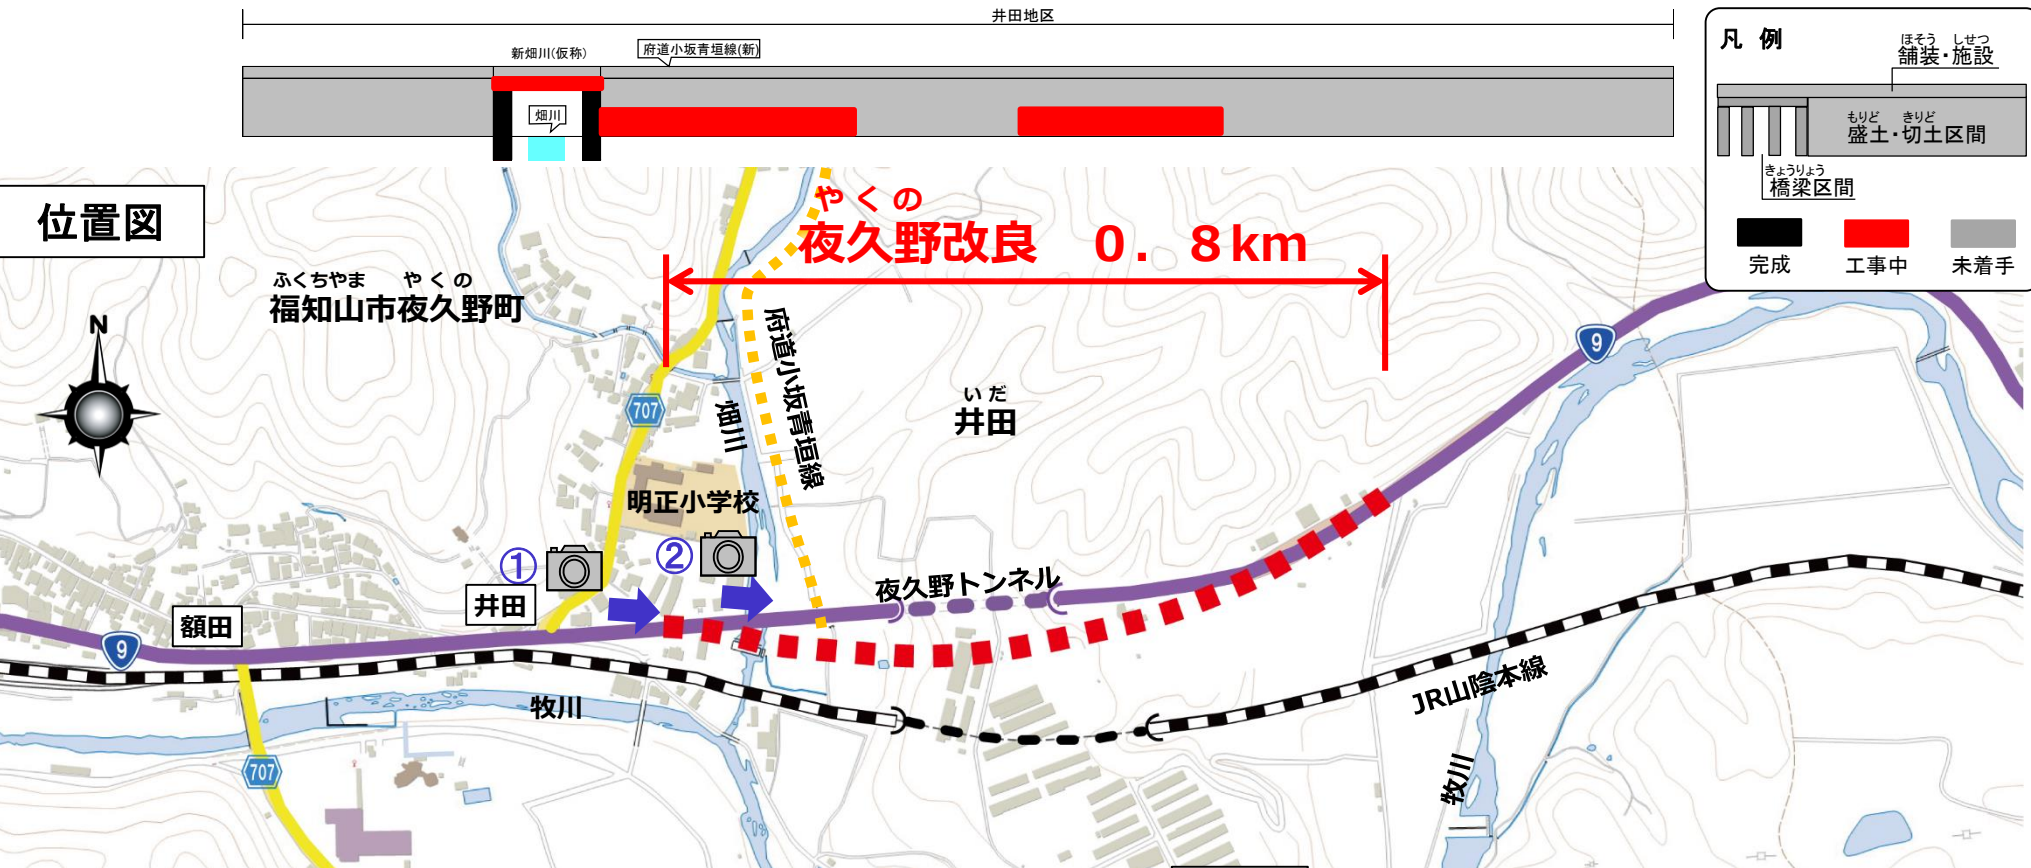 井田地区
新畑川(仮称)
府道小坂青垣線(新)
畑川
凡 例
ほそう しせつ
舗装・施設
もりど きりど
盛土・切土区間
きょうりょう
橋梁区間
完成
工事中
未着手
位置図
やくの
夜久野改良 0.8km
ふくちやま やくの
福知山市夜久野町
N
府道小坂青垣線
9
707
畑川
いだ
井田
明正小学校
①
②
井田
夜久野トンネル
額田
9
牧川
JR山陰本線
707
牧川